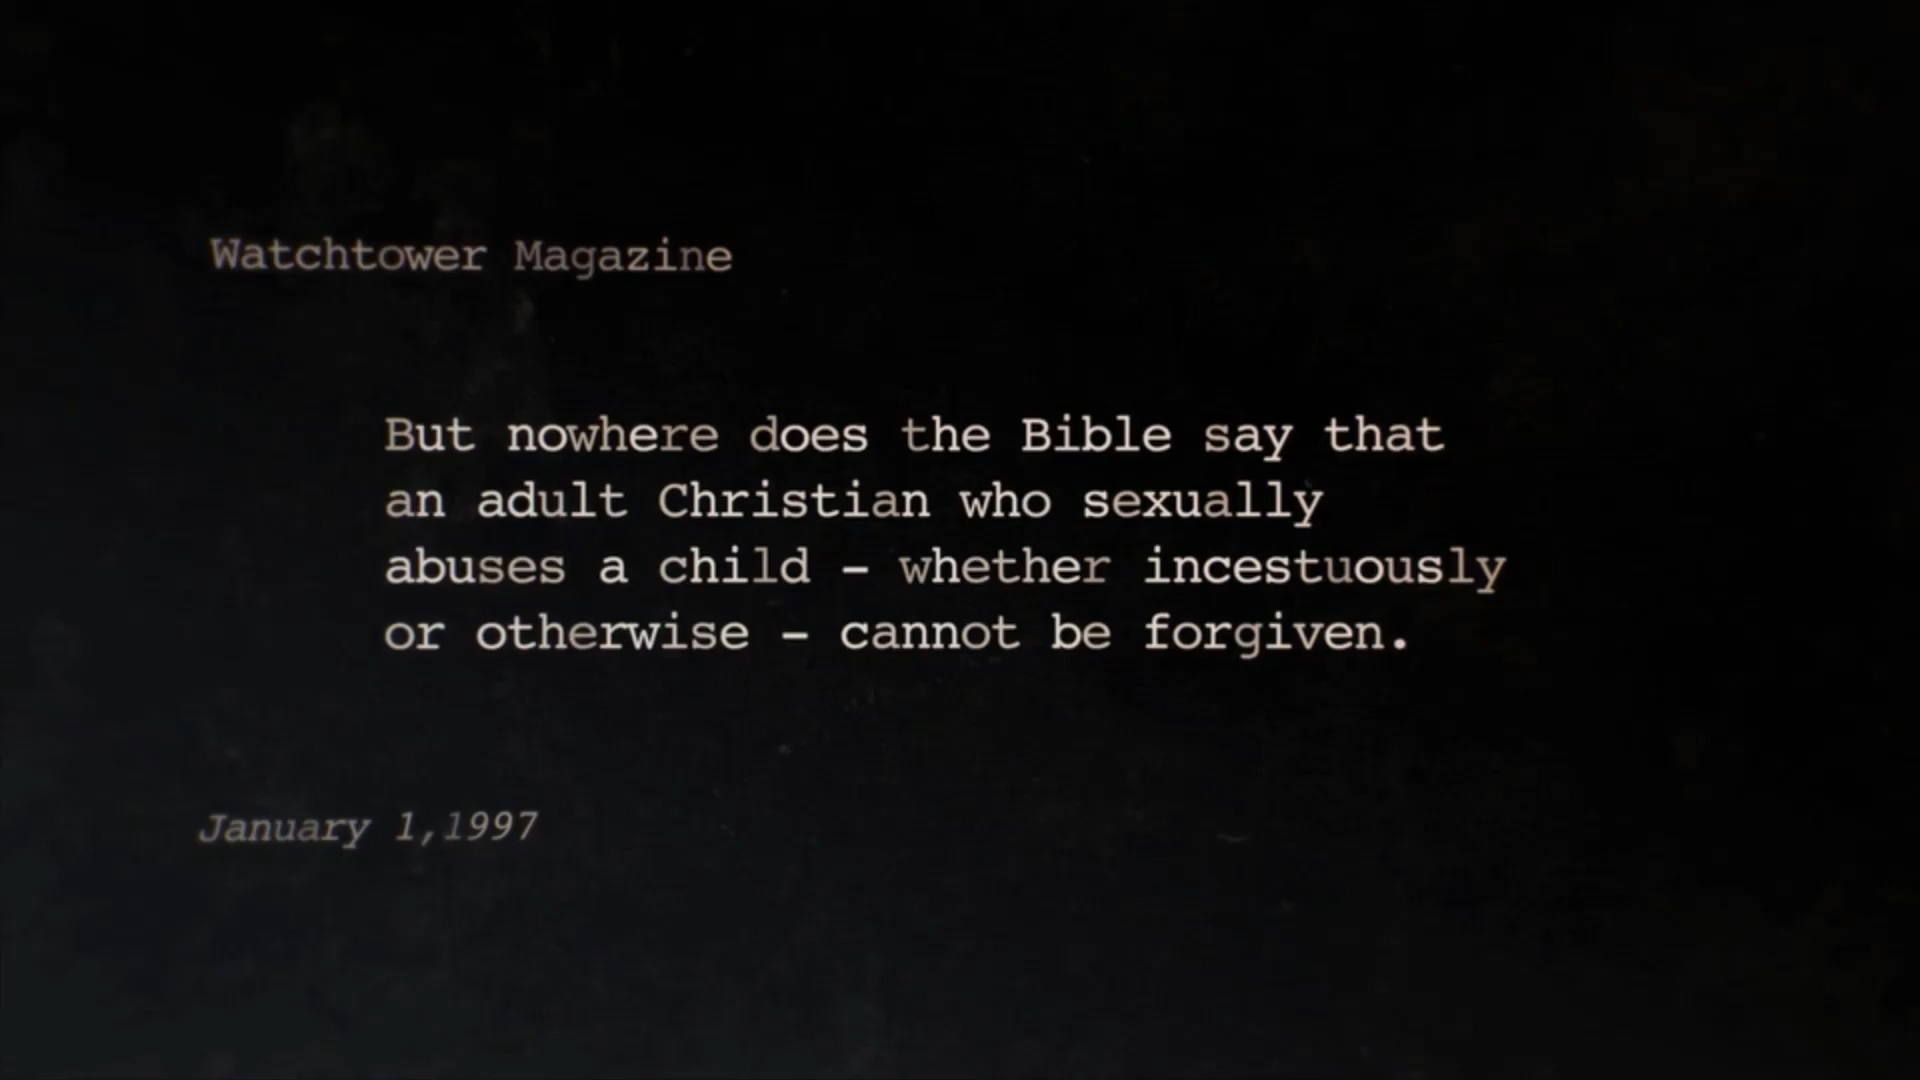 Watchtower Magazine
But nowhere does the Bible say that
an adult Christian who sexually
abuses a child – whether incestuously
or otherwise – cannot be forgiven.
January 1,1997